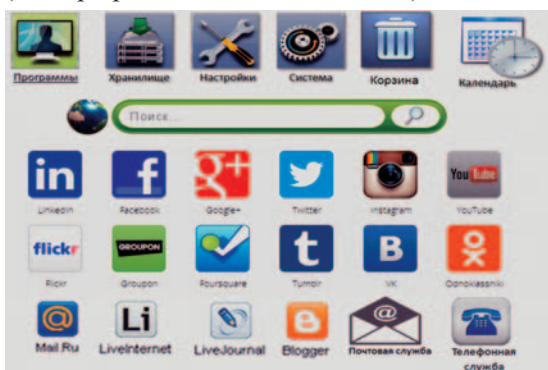 Программы Хранилище Настройки Система Корзина Календарь
Поиск...
in f g+ You Tube
LinkedIn Facebook Google+ Twitter Instagram YouTube
flickr GROUPON t B
Flickr Groupon Foursquare Tumblr VK Odnoklassniki
@ Li B @
Mail.Ru LiveInternet LiveJournal Blogger Почтовая служба Телефонная
служба